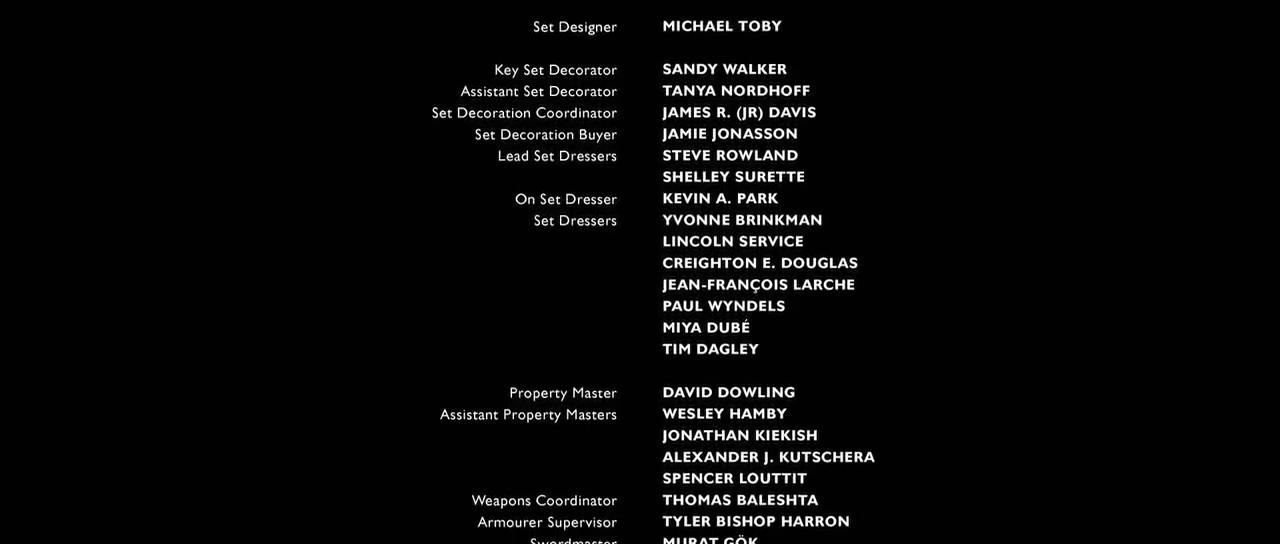 Set Designer MICHAEL TOBY
Key Set Decorator SANDY WALKER
Assistant Set Decorator TANYA NORDHOFF
Set Decoration Coordinator JAMES R. (JR) DAVIS
Set Decoration Buyer JAMIE JONASSON
Lead Set Dressers STEVE ROWLAND
SHELLEY SURETTE
On Set Dresser KEVIN A. PARK
Set Dressers YVONNE BRINKMAN
LINCOLN SERVICE
CREIGHTON E. DOUGLAS
JEAN-FRANÇOIS LARCHE
PAUL WYNDELS
MIYA DUBÉ
TIM DAGLEY
Property Master DAVID DOWLING
Assistant Property Masters WESLEY HAMBY
JONATHAN KIEKISH
ALEXANDER J. KUTSCHERA
SPENCER LOUTTIT
Weapons Coordinator THOMAS BALESHTA
Armourer Supervisor TYLER BISHOP HARRON
Swordmaster MURAT GÖK